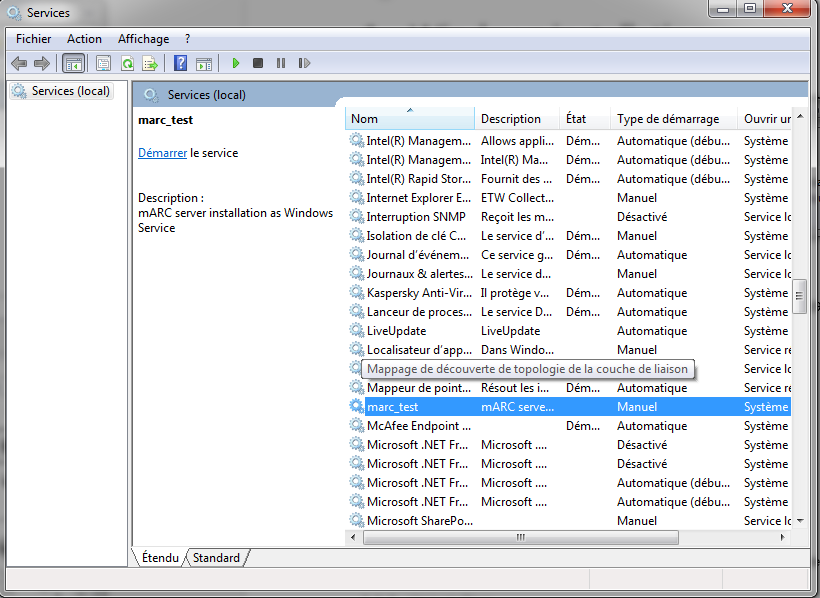 Services
Fichier Action Affichage ?
Services (local)
Services (local)
marc_test
Démarrer le service
Description :
mARC server installation as Windows
Service
Nom Description État Type de démarrage Ouvrir ur
Intel(R) Managem... Allows appli... Dém... Automatique (débu... Système
Intel(R) Managem... Intel(R) Ma... Dém... Automatique (débu... Système
Intel(R) Rapid Stor... Fournit des ... Dém... Automatique (débu... Système
Internet Explorer E... ETW Collect... Manuel Système
Interruption SNMP Reçoit les m... Désactivé Service lo
Isolation de clé C... Le service d'... Dém... Manuel Système
Journal d'événem... Ce service g... Dém... Automatique Service lo
Journaux & alertes... Le service d... Manuel Service lo
Kaspersky Anti-Vir... Il protège v... Dém... Automatique Système
Lanceur de proces... Le service D... Dém... Automatique Système
LiveUpdate LiveUpdate Automatique Système
Localisateur d'app... Dans Windo... Manuel Service re
Mappage de découverte de topologie de la couche de liaison Service lo
Mappeur de point... Résout les i... Dém... Automatique Service re
marc_test mARC serve... Manuel Système
McAfee Endpoint ... Dém... Automatique Système
Microsoft .NET Fr... Microsoft .... Désactivé Système
Microsoft .NET Fr... Microsoft .... Désactivé Système
Microsoft .NET Fr... Microsoft .... Automatique (débu... Système
Microsoft .NET Fr... Microsoft .... Automatique (débu... Système
Microsoft SharePo... Manuel Service lo
Étendu Standard